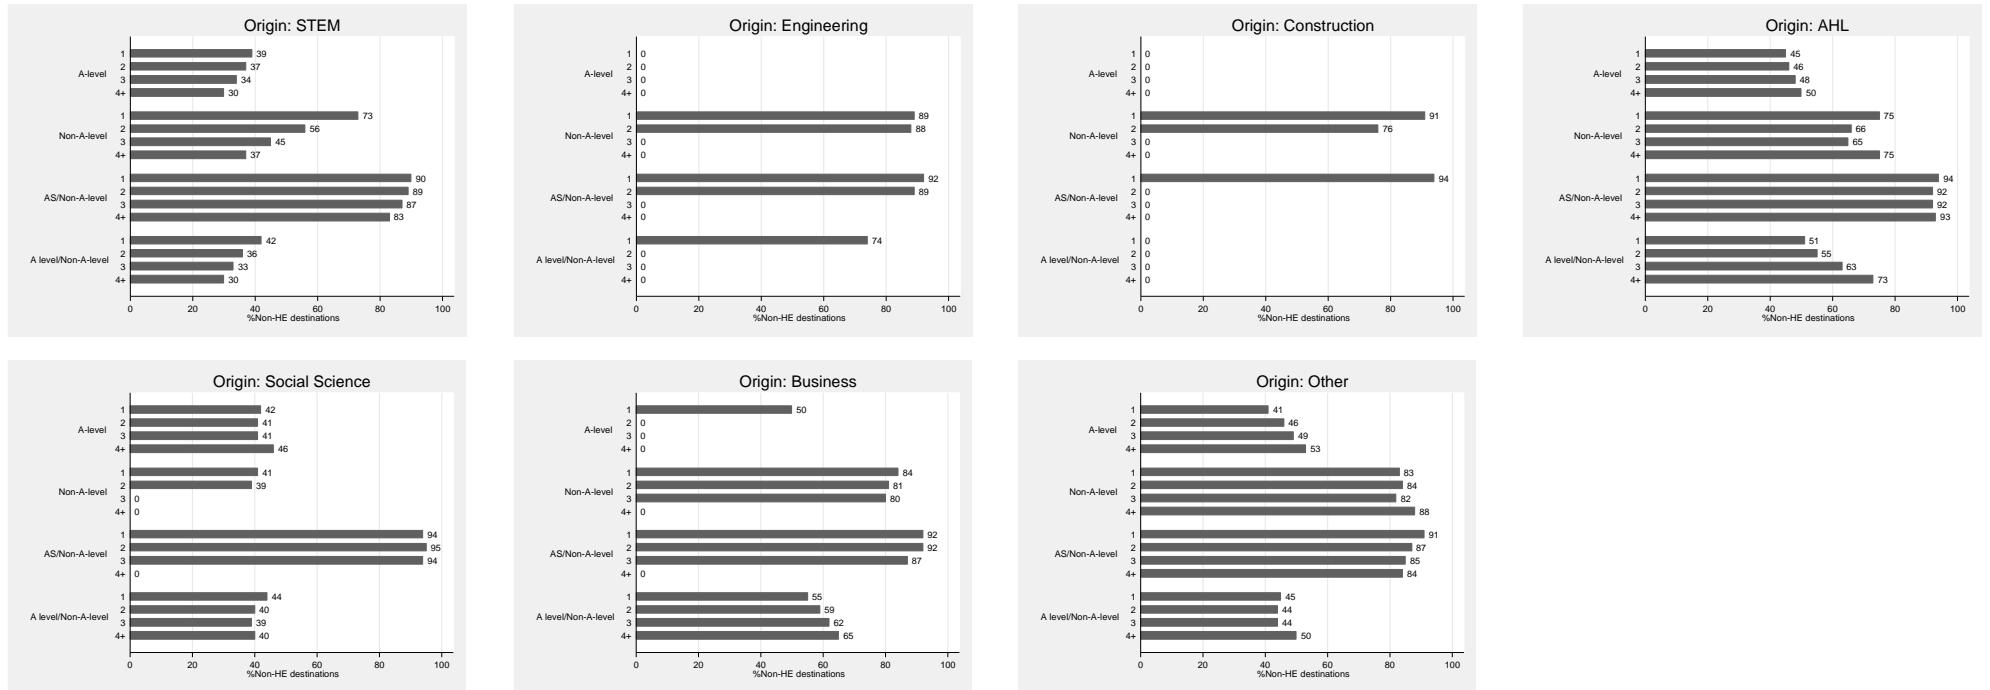 Origin: STEM
A-level
1 39
2 37
3 34
4+ 30
Non-A-level
1 73
2 56
3 45
4+ 37
AS/Non-A-level
1 90
2 89
3 87
4+ 83
A level/Non-A-level
1 42
2 36
3 33
4+ 30
0 20 40 60 80 100
%Non-HE destinations
Origin: Engineering
A-level
1 0
2 0
3 0
4+ 0
Non-A-level
1 89
2 88
3 0
4+ 0
AS/Non-A-level
1 92
2 89
3 0
4+ 0
A level/Non-A-level
1 74
2 0
3 0
4+ 0
0 20 40 60 80 100
%Non-HE destinations
Origin: Construction
A-level
1 0
2 0
3 0
4+ 0
Non-A-level
1 91
2 76
3 0
4+ 0
AS/Non-A-level
1 94
2 0
3 0
4+ 0
A level/Non-A-level
1 0
2 0
3 0
4+ 0
0 20 40 60 80 100
%Non-HE destinations
Origin: AHL
A-level
1 45
2 46
3 48
4+ 50
Non-A-level
1 75
2 66
3 65
4+ 75
AS/Non-A-level
1 94
2 92
3 92
4+ 93
A level/Non-A-level
1 51
2 55
3 63
4+ 73
0 20 40 60 80 100
%Non-HE destinations
Origin: Social Science
A-level
1 42
2 41
3 41
4+ 46
Non-A-level
1 41
2 39
3 0
4+ 0
AS/Non-A-level
1 94
2 95
3 94
4+ 0
A level/Non-A-level
1 44
2 40
3 39
4+ 40
0 20 40 60 80 100
%Non-HE destinations
Origin: Business
A-level
1 50
2 0
3 0
4+ 0
Non-A-level
1 84
2 81
3 80
4+ 0
AS/Non-A-level
1 92
2 92
3 87
4+ 0
A level/Non-A-level
1 55
2 59
3 62
4+ 65
0 20 40 60 80 100
%Non-HE destinations
Origin: Other
A-level
1 41
2 46
3 49
4+ 53
Non-A-level
1 83
2 84
3 82
4+ 88
AS/Non-A-level
1 91
2 87
3 85
4+ 84
A level/Non-A-level
1 45
2 44
3 44
4+ 50
0 20 40 60 80 100
%Non-HE destinations